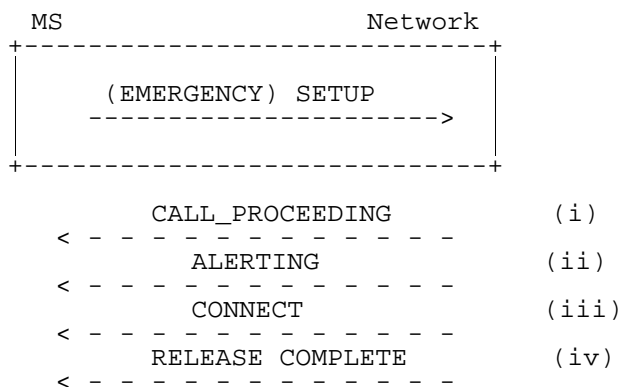 MS Network
+-----------------------------+
(EMERGENCY) SETUP
---------------------->
+-----------------------------+
CALL_PROCEEDING (i)
< - - - - - - - - - - - -
ALERTING (ii)
< - - - - - - - - - - - -
CONNECT (iii)
< - - - - - - - - - - - -
RELEASE COMPLETE (iv)
< - - - - - - - - - - - -